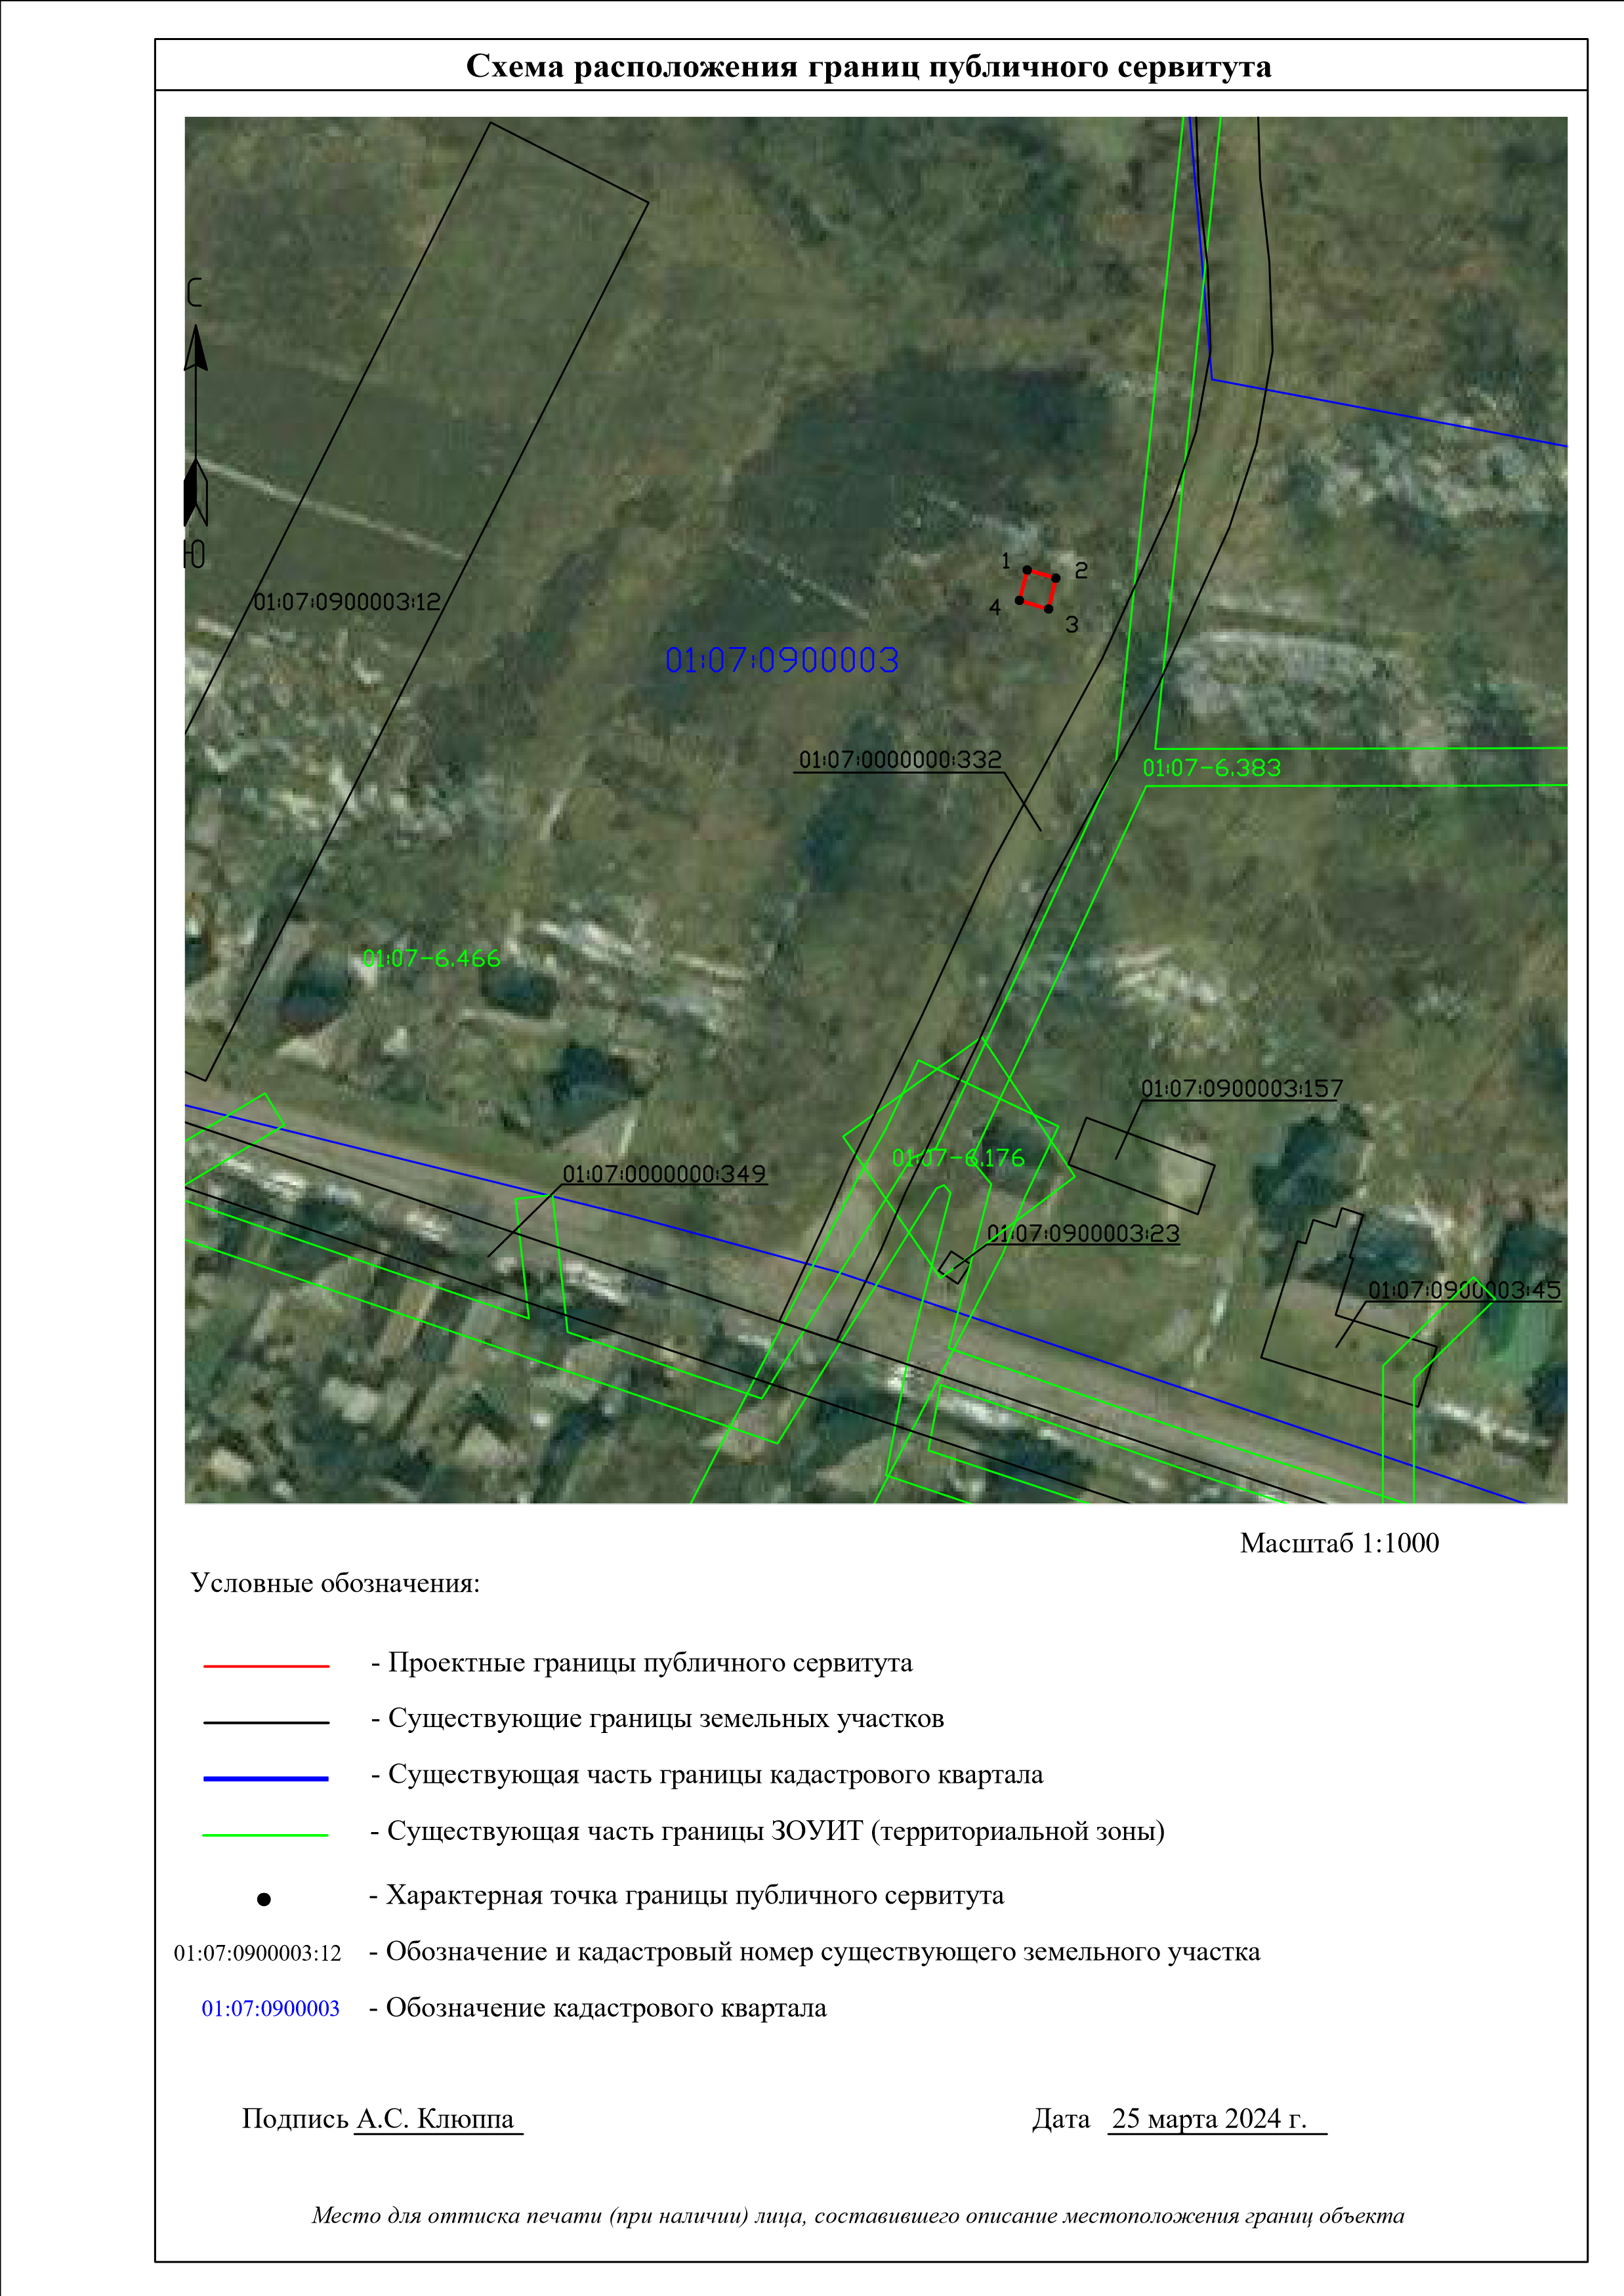 Схема расположения границ публичного сервитута
С
Ю
1
2
4
3
01:07:0900003:12
01:07:0900003
01:07:0000000:332
01:07-6.383
01:07-6.466
01:07:0900003:157
01:07-6.176
01:07:0000000:349
01:07:0900003:23
01:07:0900003:45
Масштаб 1:1000
Условные обозначения:
- Проектные границы публичного сервитута
- Существующие границы земельных участков
- Существующая часть границы кадастрового квартала
- Существующая часть границы ЗОУИТ (территориальной зоны)
- Характерная точка границы публичного сервитута
01:07:0900003:12 - Обозначение и кадастровый номер существующего земельного участка
01:07:0900003 - Обозначение кадастрового квартала
Подпись А.С. Клюппа Дата 25 марта 2024 г.
Место для оттиска печати (при наличии) лица, составившего описание местоположения границ объекта